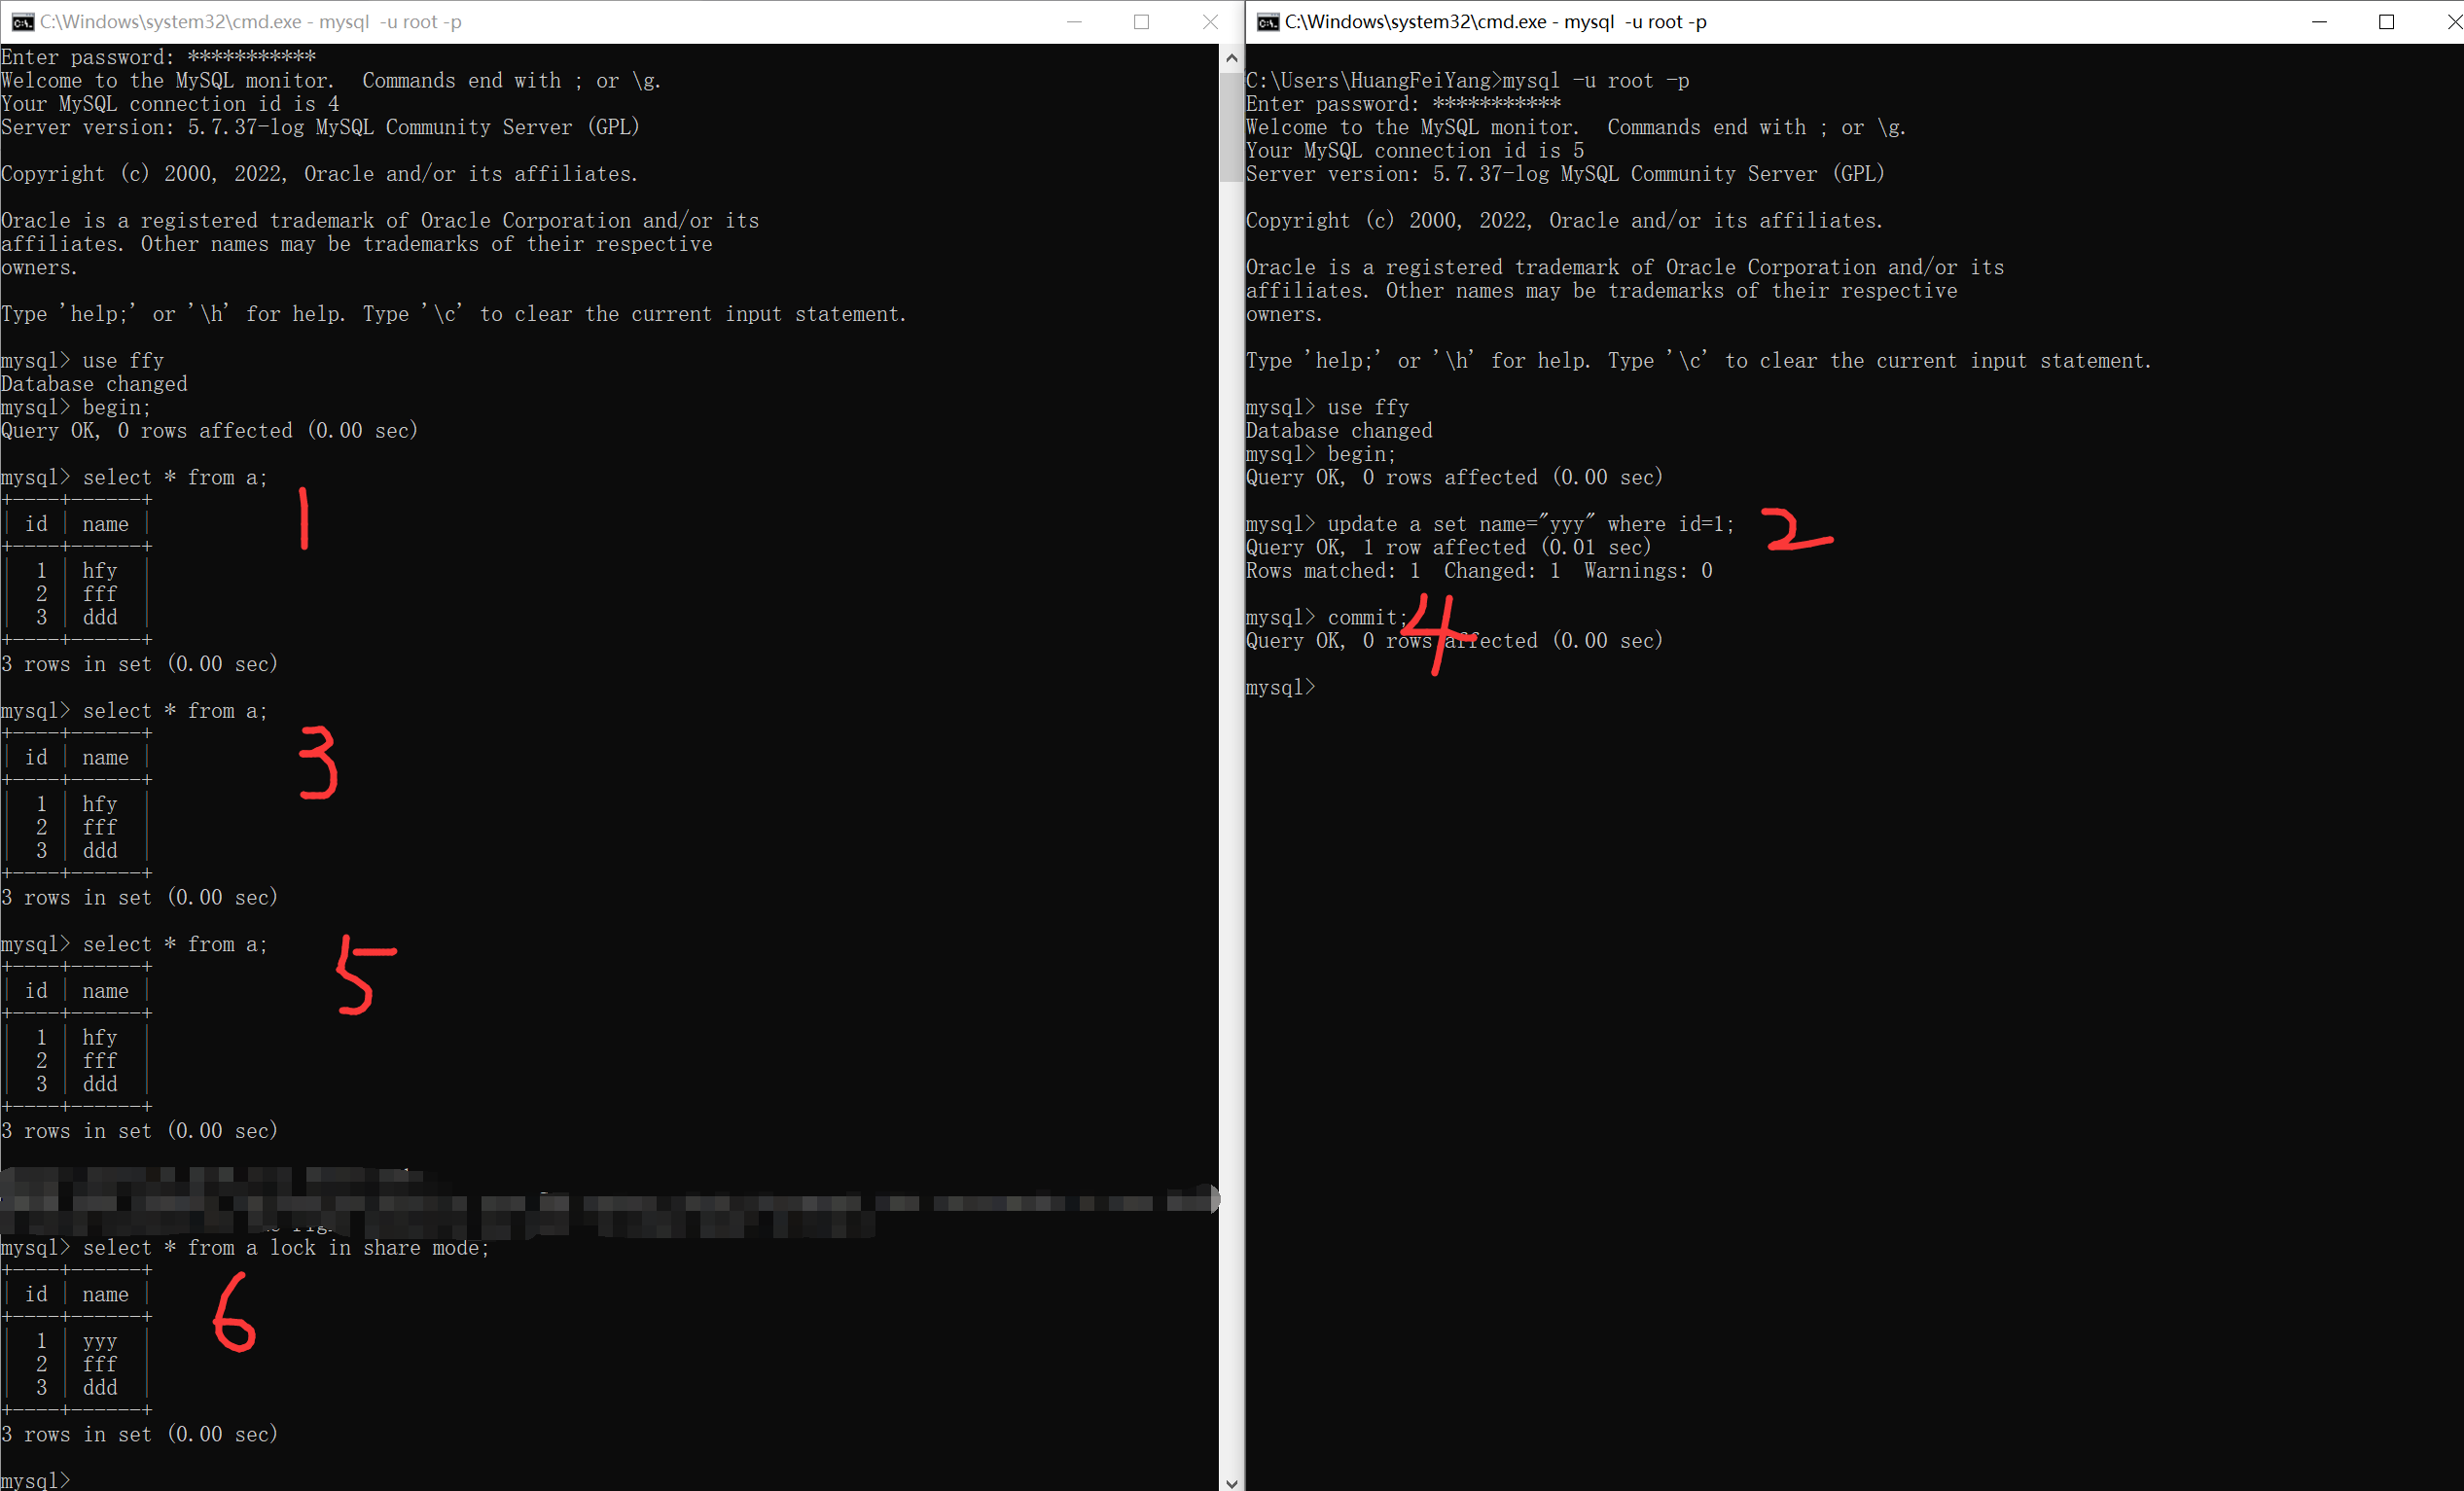 C:\Windows\system32\cmd.exe - mysql  -u root -p
Enter password: ***********
Welcome to the MySQL monitor.  Commands end with ; or \g.
Your MySQL connection id is 4
Server version: 5.7.37-log MySQL Community Server (GPL)
Copyright (c) 2000, 2022, Oracle and/or its affiliates.
Oracle is a registered trademark of Oracle Corporation and/or its
affiliates. Other names may be trademarks of their respective
owners.
Type 'help;' or '\h' for help. Type '\c' to clear the current input statement.
mysql> use ffy
Database changed
mysql> begin;
Query OK, 0 rows affected (0.00 sec)
mysql> select * from a;
1
+----+------+
| id | name |
+----+------+
|  1 | hfy  |
|  2 | fff  |
|  3 | ddd  |
+----+------+
3 rows in set (0.00 sec)
mysql> select * from a;
3
+----+------+
| id | name |
+----+------+
|  1 | hfy  |
|  2 | fff  |
|  3 | ddd  |
+----+------+
3 rows in set (0.00 sec)
mysql> select * from a;
5
+----+------+
| id | name |
+----+------+
|  1 | hfy  |
|  2 | fff  |
|  3 | ddd  |
+----+------+
3 rows in set (0.00 sec)
mysql> select * from a lock in share mode;
6
+----+------+
| id | name |
+----+------+
|  1 | yyy  |
|  2 | fff  |
|  3 | ddd  |
+----+------+
3 rows in set (0.00 sec)
mysql>
C:\Windows\system32\cmd.exe - mysql  -u root -p
C:\Users\HuangFeiYang>mysql -u root -p
Enter password: ***********
Welcome to the MySQL monitor.  Commands end with ; or \g.
Your MySQL connection id is 5
Server version: 5.7.37-log MySQL Community Server (GPL)
Copyright (c) 2000, 2022, Oracle and/or its affiliates.
Oracle is a registered trademark of Oracle Corporation and/or its
affiliates. Other names may be trademarks of their respective
owners.
Type 'help;' or '\h' for help. Type '\c' to clear the current input statement.
mysql> use ffy
Database changed
mysql> begin;
Query OK, 0 rows affected (0.00 sec)
mysql> update a set name="yyy" where id=1;
2
Query OK, 1 row affected (0.01 sec)
Rows matched: 1  Changed: 1  Warnings: 0
mysql> commit;
4
Query OK, 0 rows affected (0.00 sec)
mysql>